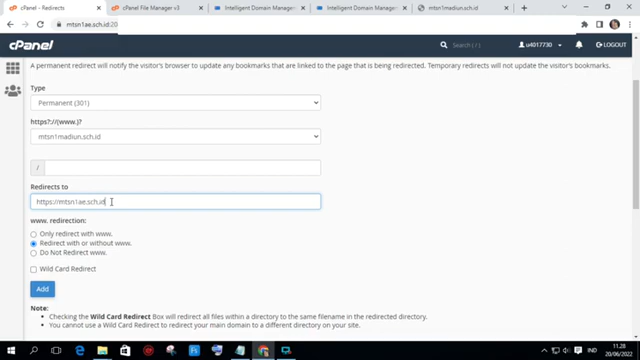 cPanel - Redirects
cPanel File Manager v3
Intelligent Domain Management
Intelligent Domain Management
mtsn1madiun.sch.id/
mtsn1ae.sch.id:20
cPanel
Search ( / )
u4017730
LOGOUT
A permanent redirect will notify the visitor's browser to update any bookmarks that are linked to the page that is being redirected. Temporary redirects will not update the visitor's bookmarks.
Type
Permanent (301)
https?://(www.)?
mtsn1madiun.sch.id
/
Redirects to
https://mtsn1ae.sch.id
www. redirection:
Only redirect with www.
Redirect with or without www.
Do Not Redirect www.
Wild Card Redirect
Add
Note:
Checking the Wild Card Redirect Box will redirect all files within a directory to the same filename in the redirected directory.
You cannot use a Wild Card Redirect to redirect your main domain to a different directory on your site.
IND
11.28
20/06/2022